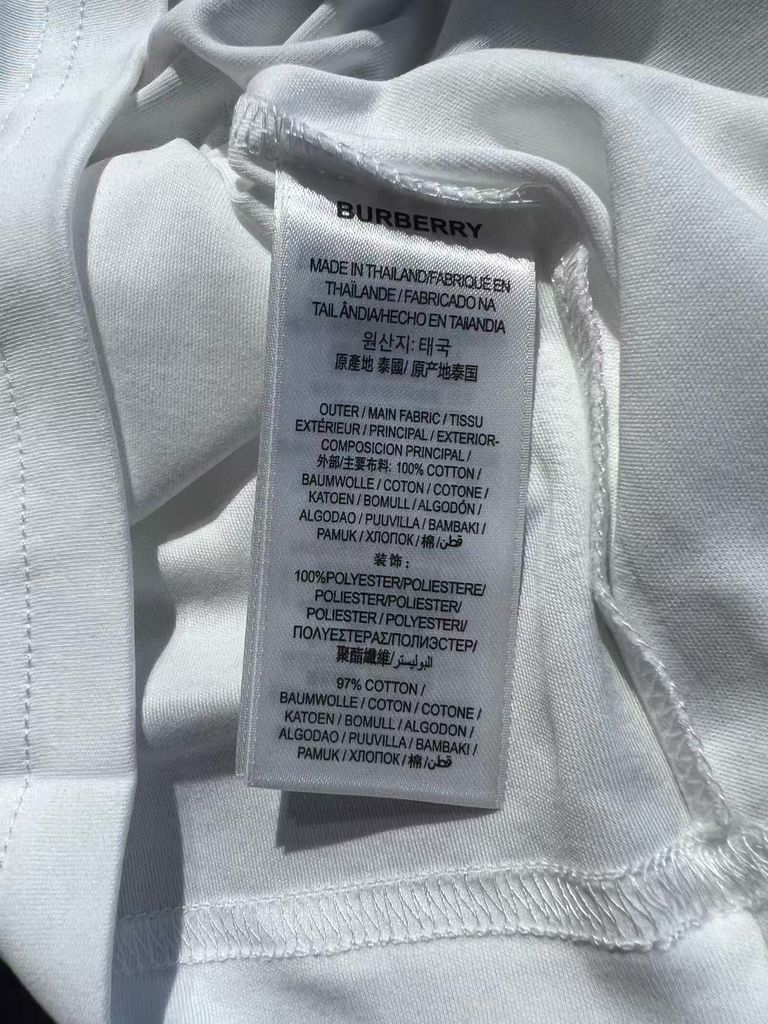 BURBERRY
MADE IN THAILAND/FABRIQUÉ EN
THAÏLANDE / FABRICADO NA
TAIL ÂNDIA/HECHO EN TAIIANDIA
원산지: 태국
原產地 泰國/ 原产地泰国
OUTER / MAIN FABRIC / TISSU
EXTÉRIEUR / PRINCIPAL / EXTERIOR-
COMPOSICION PRINCIPAL /
外部/主要布料: 100% COTTON /
BAUMWOLLE / COTON / COTONE /
KATOEN / BOMULL / ALGODÓN /
ALGODAO / PUUVILLA / BAMBAKI /
PAMUK / ХЛОПОК / 棉/قطن
装 饰 :
100%POLYESTER/POLIESTERE/
POLIESTER/POLIESTER/
POLIESTER / POLYESTERI/
ΠΟΛΥΕΣΤΕΡΑΣ/ПОЛИЭСТЕР/
聚酯纖維/البوليستر
97% COTTON /
BAUMWOLLE / COTON / COTONE /
KATOEN / BOMULL / ALGODON /
ALGODAO / PUUVILLA / BAMBAKI /
PAMUK / ХЛОПОК / 棉/قطن